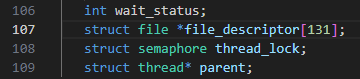 106 int wait_status;
107 struct file *file_descriptor[131];
108 struct semaphore thread_lock;
109 struct thread* parent;